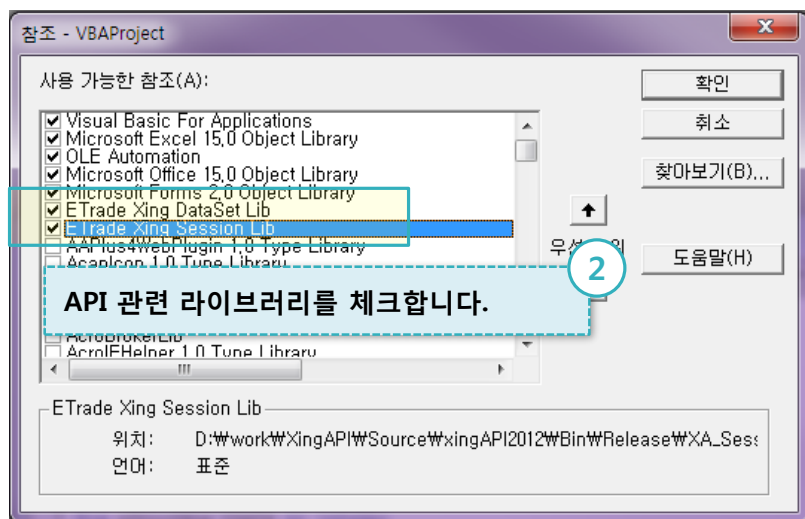 참조 - VBAProject
사용 가능한 참조(A):
확인
Visual Basic For Applications
Microsoft Excel 15,0 Object Library
취소
OLE Automation
Microsoft Office 15,0 Object Library
찾아보기(B)...
Microsoft Forms 2,0 Object Library
ETrade Xing DataSet Lib
ETrade Xing Session Lib
AAPlus4WebPlugin 1,0 Type Library
AcapIcon 1,0 Type Library
도움말(H)
2
API 관련 라이브러리를 체크합니다.
AcroBrokerLib
AcroIEHelper 1,0 Type Library
ETrade Xing Session Lib
위치: D:₩work₩XingAPI₩Source₩xingAPI2012₩Bin₩Release₩XA_Ses
언어: 표준